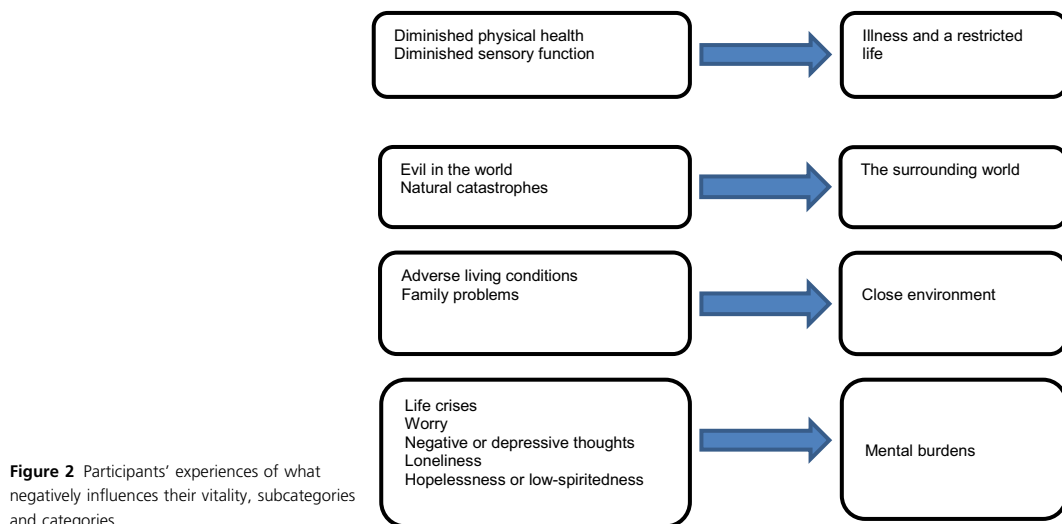 Diminished physical health
Diminished sensory function
Illness and a restricted
life
Evil in the world
Natural catastrophes
The surrounding world
Adverse living conditions
Family problems
Close environment
Life crises
Worry
Negative or depressive thoughts
Loneliness
Hopelessness or low-spiritedness
Mental burdens
Figure 2 Participants' experiences of what
negatively influences their vitality, subcategories
and categories